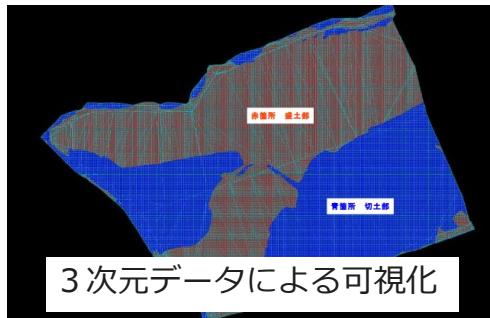 赤箇所　盛土部
青箇所　切土部
３次元データによる可視化